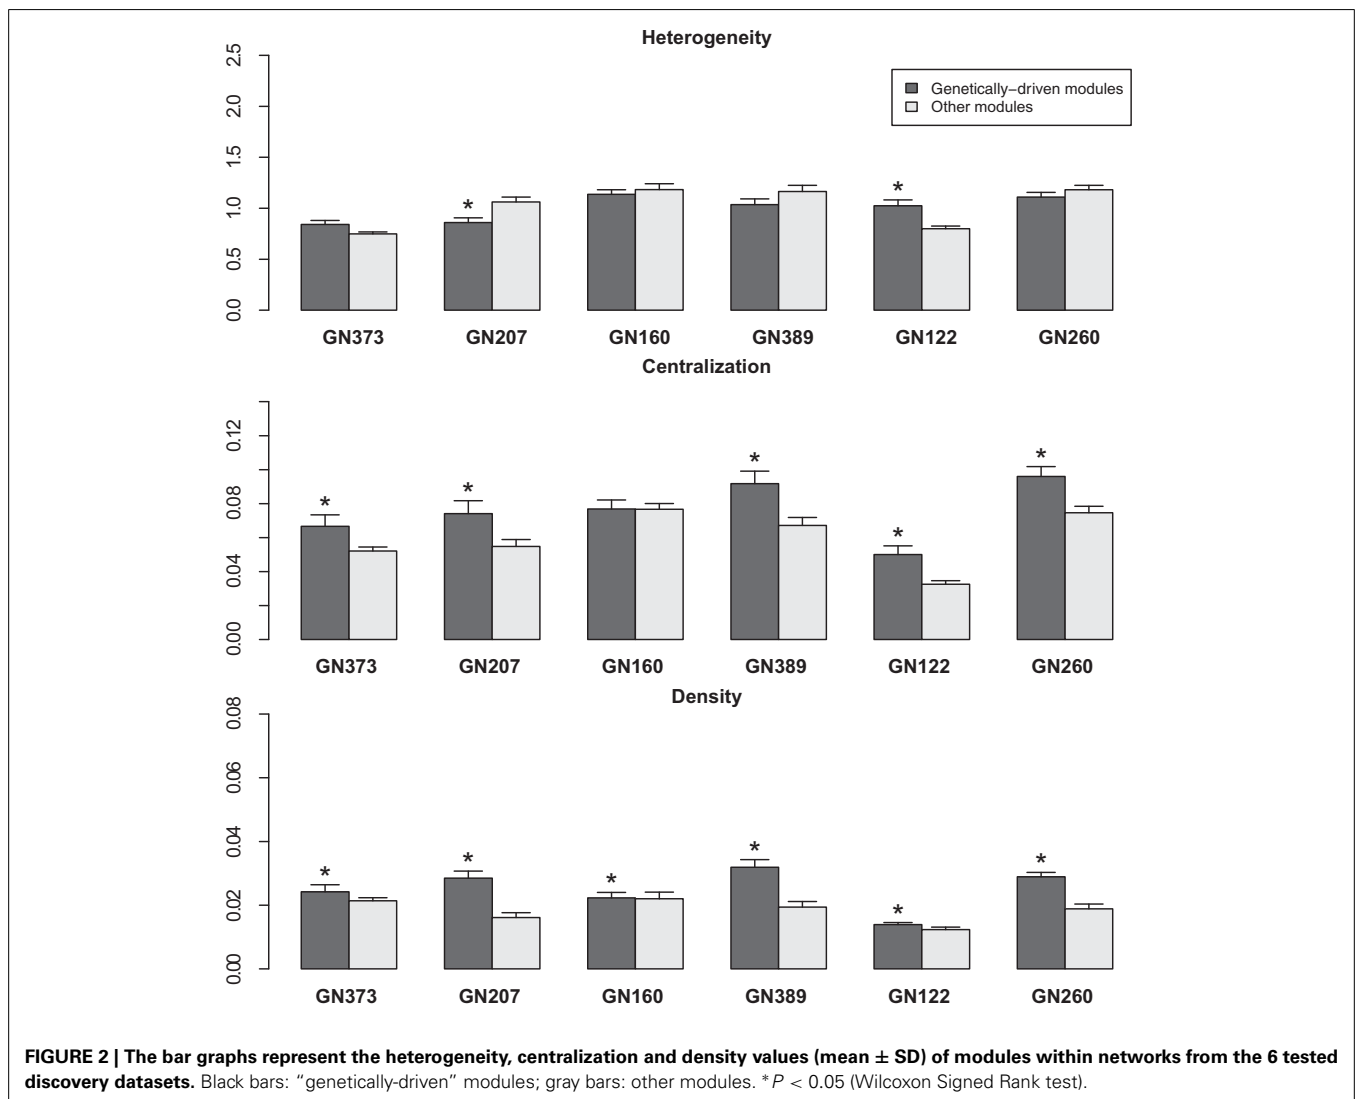 Heterogeneity
2.5
2.0
1.5
1.0
0.5
0.0
Genetically–driven modules
Other modules
*
*
GN373 GN207 GN160 GN389 GN122 GN260
Centralization
0.12
0.08
0.04
0.00
*
*
*
*
*
GN373 GN207 GN160 GN389 GN122 GN260
Density
0.08
0.06
0.04
0.02
0.00
*
*
*
*
*
*
GN373 GN207 GN160 GN389 GN122 GN260
FIGURE 2 | The bar graphs represent the heterogeneity, centralization and density values (mean ± SD) of modules within networks from the 6 tested
discovery datasets. Black bars: “genetically-driven” modules; gray bars: other modules. *P < 0.05 (Wilcoxon Signed Rank test).